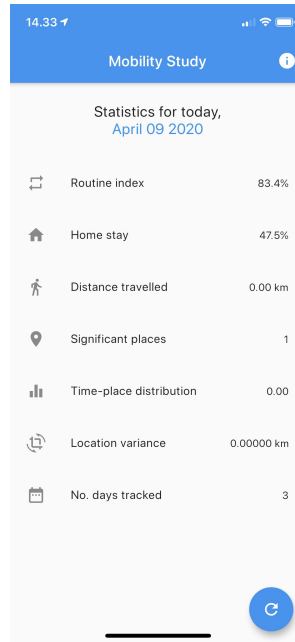 14.33
Mobility Study
Statistics for today,
April 09 2020
Routine index 83.4%
Home stay 47.5%
Distance travelled 0.00 km
Significant places 1
Time-place distribution 0.00
Location variance 0.00000 km
No. days tracked 3